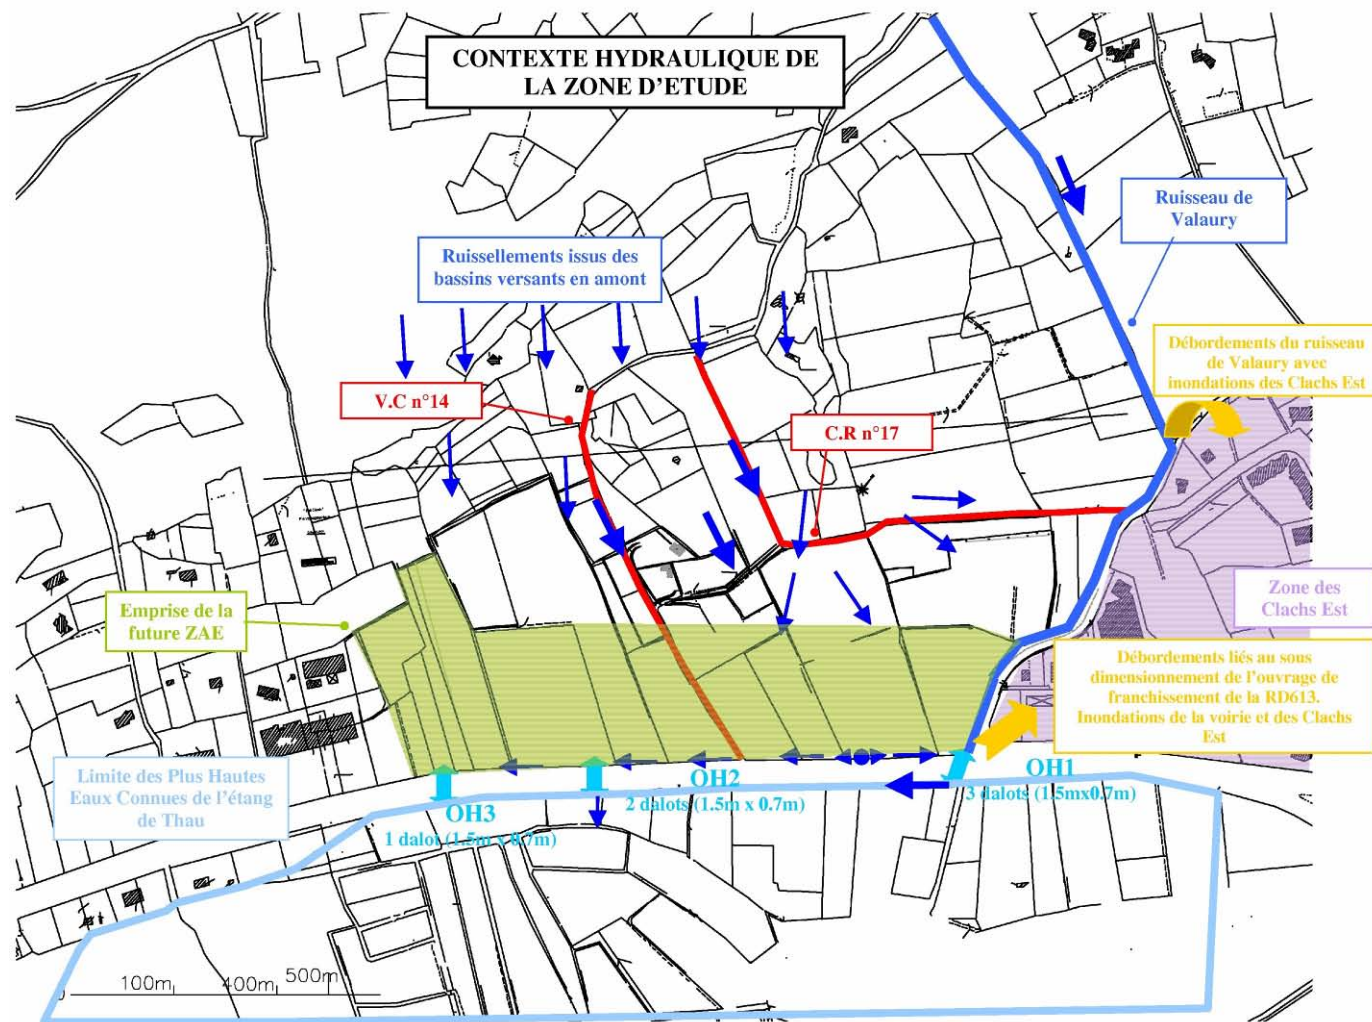 CONTEXTE HYDRAULIQUE DE
LA ZONE D'ETUDE
Ruisseau de
Valaury
Ruissellements issus des
bassins versants en amont
Débordements du ruisseau
de Valaury avec
inondations des Clachs Est
V.C n°14
C.R n°17
Zone des
Clachs Est
Emprise de la
future ZAE
Débordements liés au sous
dimensionnement de l'ouvrage de
franchissement de la RD613.
Inondations de la voirie et des Clachs
Est
Limite des Plus Hautes
Eaux Connues de l'étang
de Thau
OH1
3 dalots (1.5mx0.7m)
OH2
2 dalots (1.5m x 0.7m)
OH3
1 dalot (1.5m x 0.7m)
0 100m 400m 500m